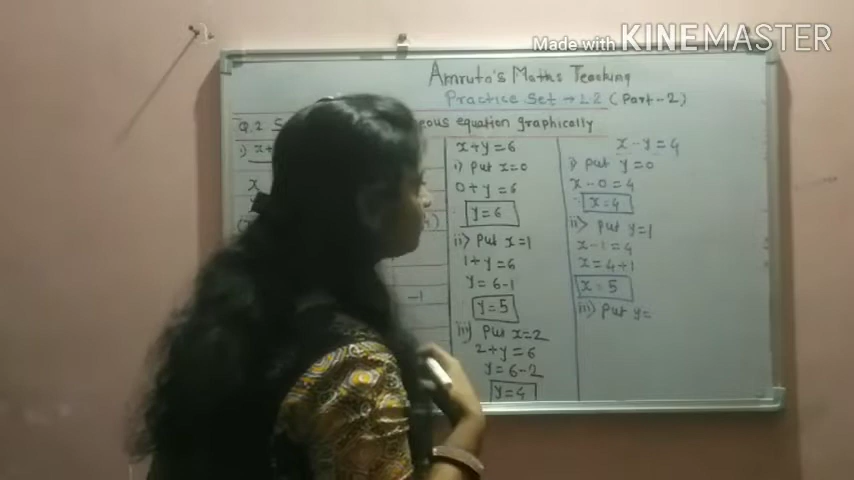 Made with KINEMASTER
Amruta's Maths Teaching
Practice Set → 1.2 (Part-2)
Q.2 eous equation graphically
i) x+
x
4)
-1
x+y=6
i) Put x=0
0+y=6
y=6
ii) Put x=1
1+y=6
y=6-1
y=5
iii) Put x=2
2+y=6
y=6-2
y=4
x-y=4
i) Put y=0
x-0=4
x=4
ii) Put y=1
x-1=4
x=4+1
x=5
iii) Put y=